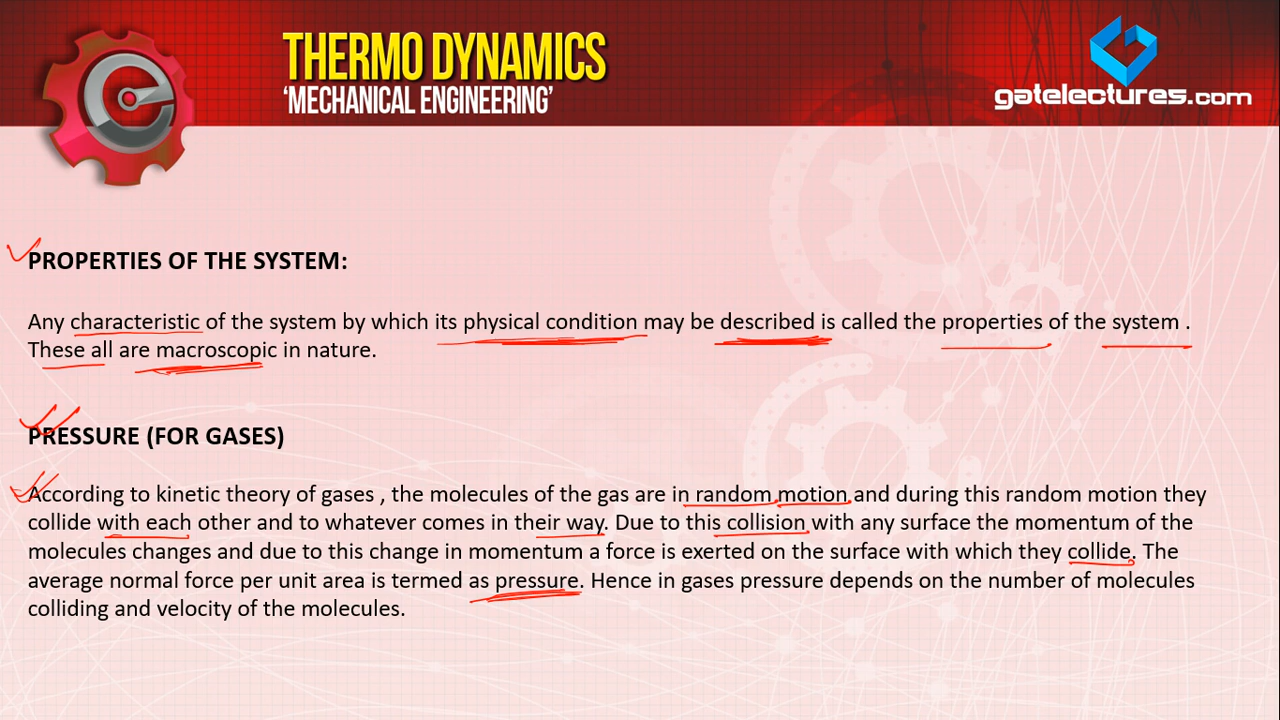 THERMO DYNAMICS
‘MECHANICAL ENGINEERING’
gatelectures.com
PROPERTIES OF THE SYSTEM:
Any characteristic of the system by which its physical condition may be described is called the properties of the system .
These all are macroscopic in nature.
PRESSURE (FOR GASES)
According to kinetic theory of gases , the molecules of the gas are in random motion and during this random motion they
collide with each other and to whatever comes in their way. Due to this collision with any surface the momentum of the
molecules changes and due to this change in momentum a force is exerted on the surface with which they collide. The
average normal force per unit area is termed as pressure. Hence in gases pressure depends on the number of molecules
colliding and velocity of the molecules.